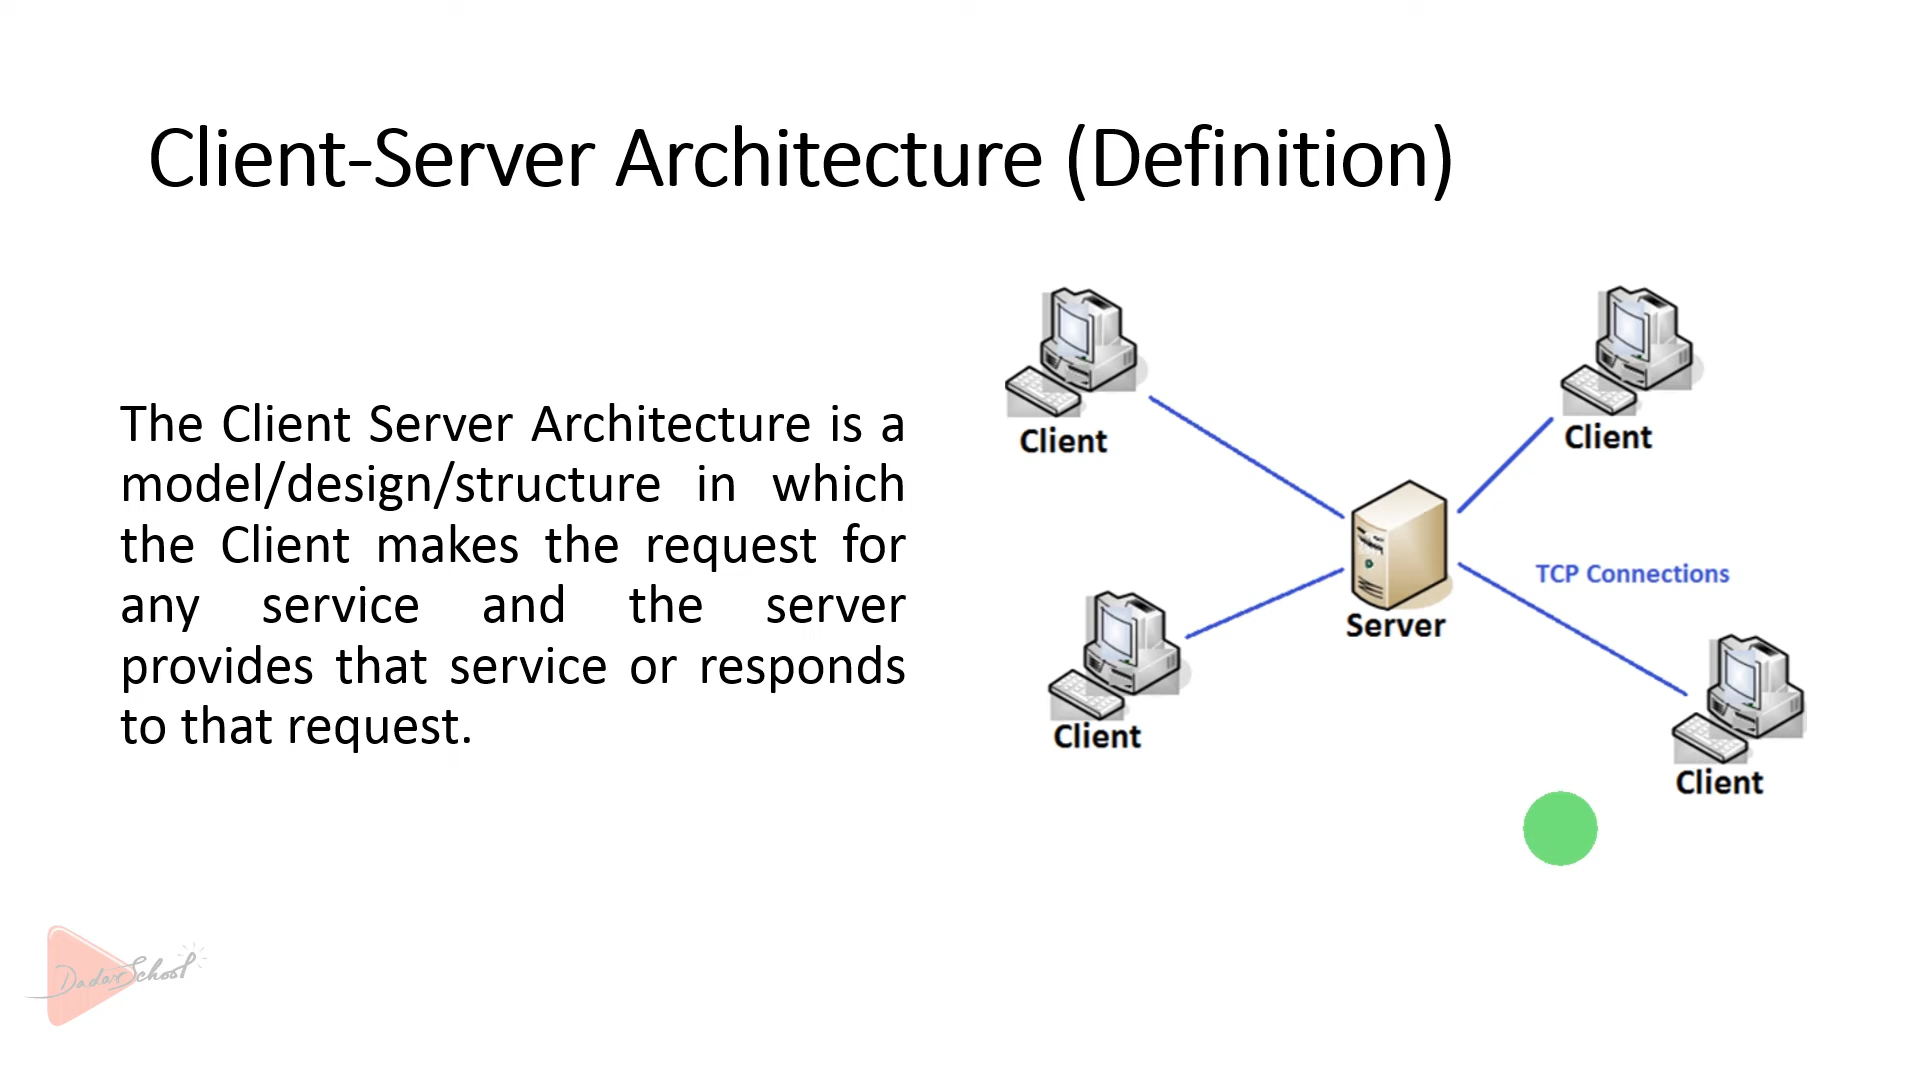 Client-Server Architecture (Definition)
The Client Server Architecture is a
model/design/structure in which
the Client makes the request for
any service and the server
provides that service or responds
to that request.
Client
Client
TCP Connections
Server
Client
Client
Dadar School